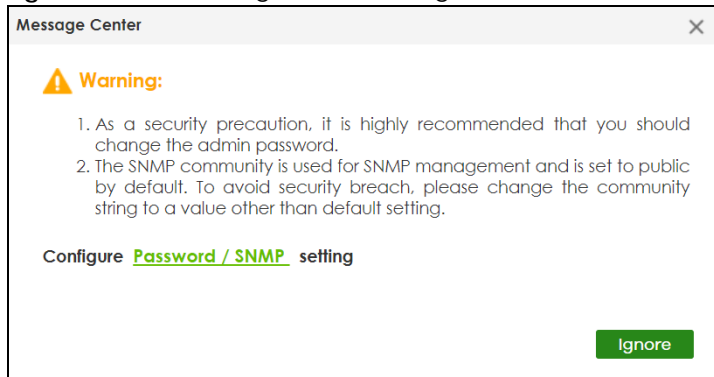 Message Center
Warning:
1. As a security precaution, it is highly recommended that you should
change the admin password.
2. The SNMP community is used for SNMP management and is set to public
by default. To avoid security breach, please change the community
string to a value other than default setting.
Configure Password / SNMP setting
Ignore